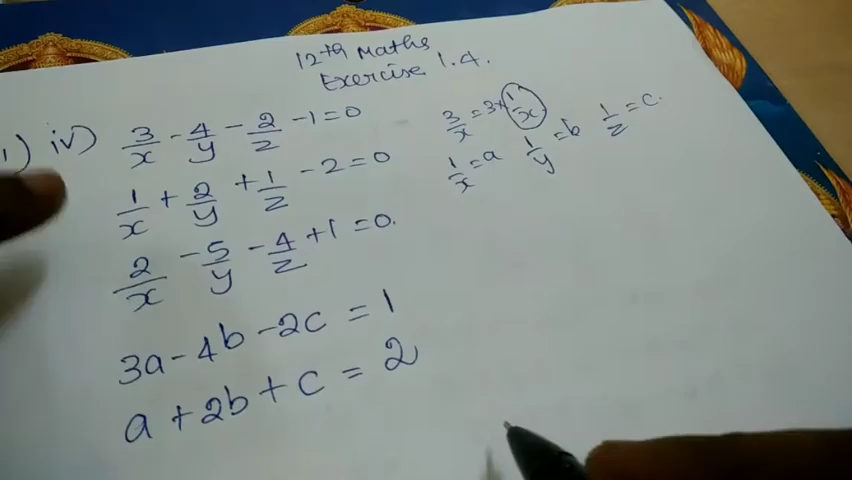 12th Maths
Exercise 1.4.
1) iv) 3/x - 4/y - 2/z - 1 = 0
1/x + 2/y + 1/z - 2 = 0
2/x - 5/y - 4/z + 1 = 0.
3/x = 3 × 1/x
1/x = a 1/y = b 1/z = c.
3a - 4b - 2c = 1
a + 2b + c = 2